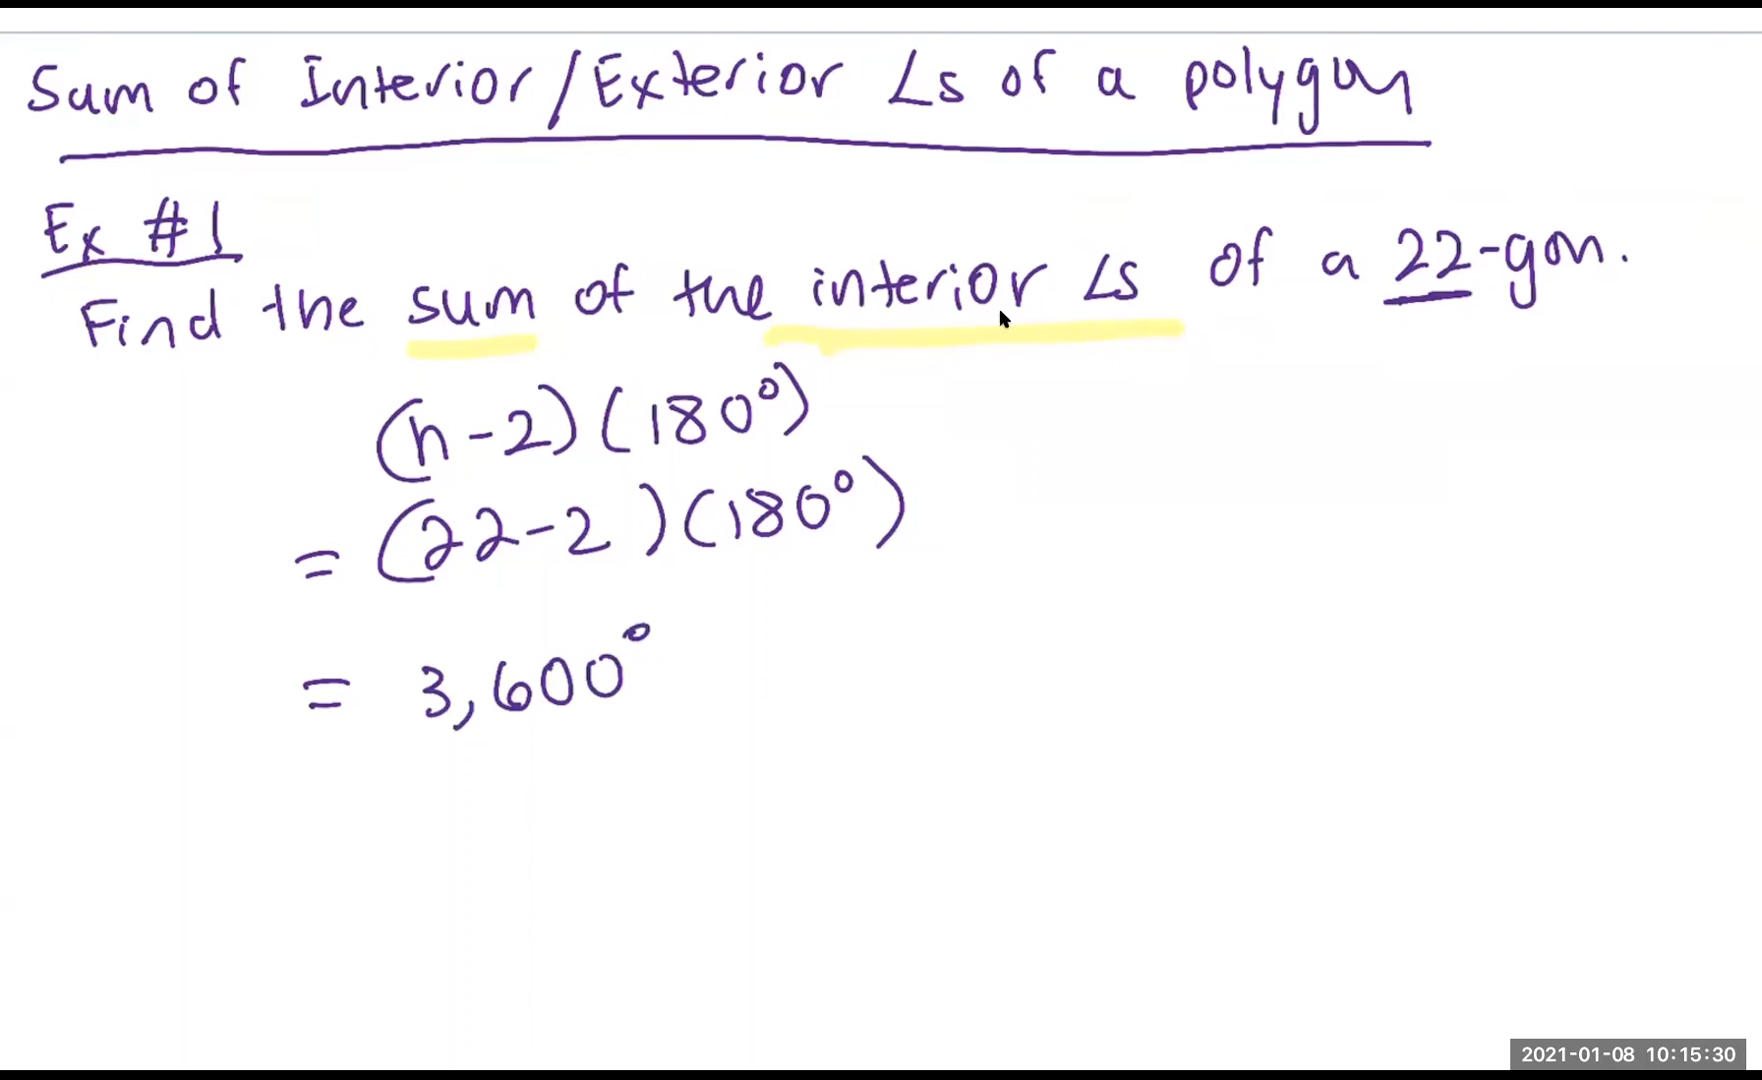 Sum of Interior/Exterior ∠s of a polygon
Ex #1
Find the sum of the interior ∠s of a 22-gon.
(n-2)(180°)
= (22-2)(180°)
= 3,600°
2021-01-08 10:15:30